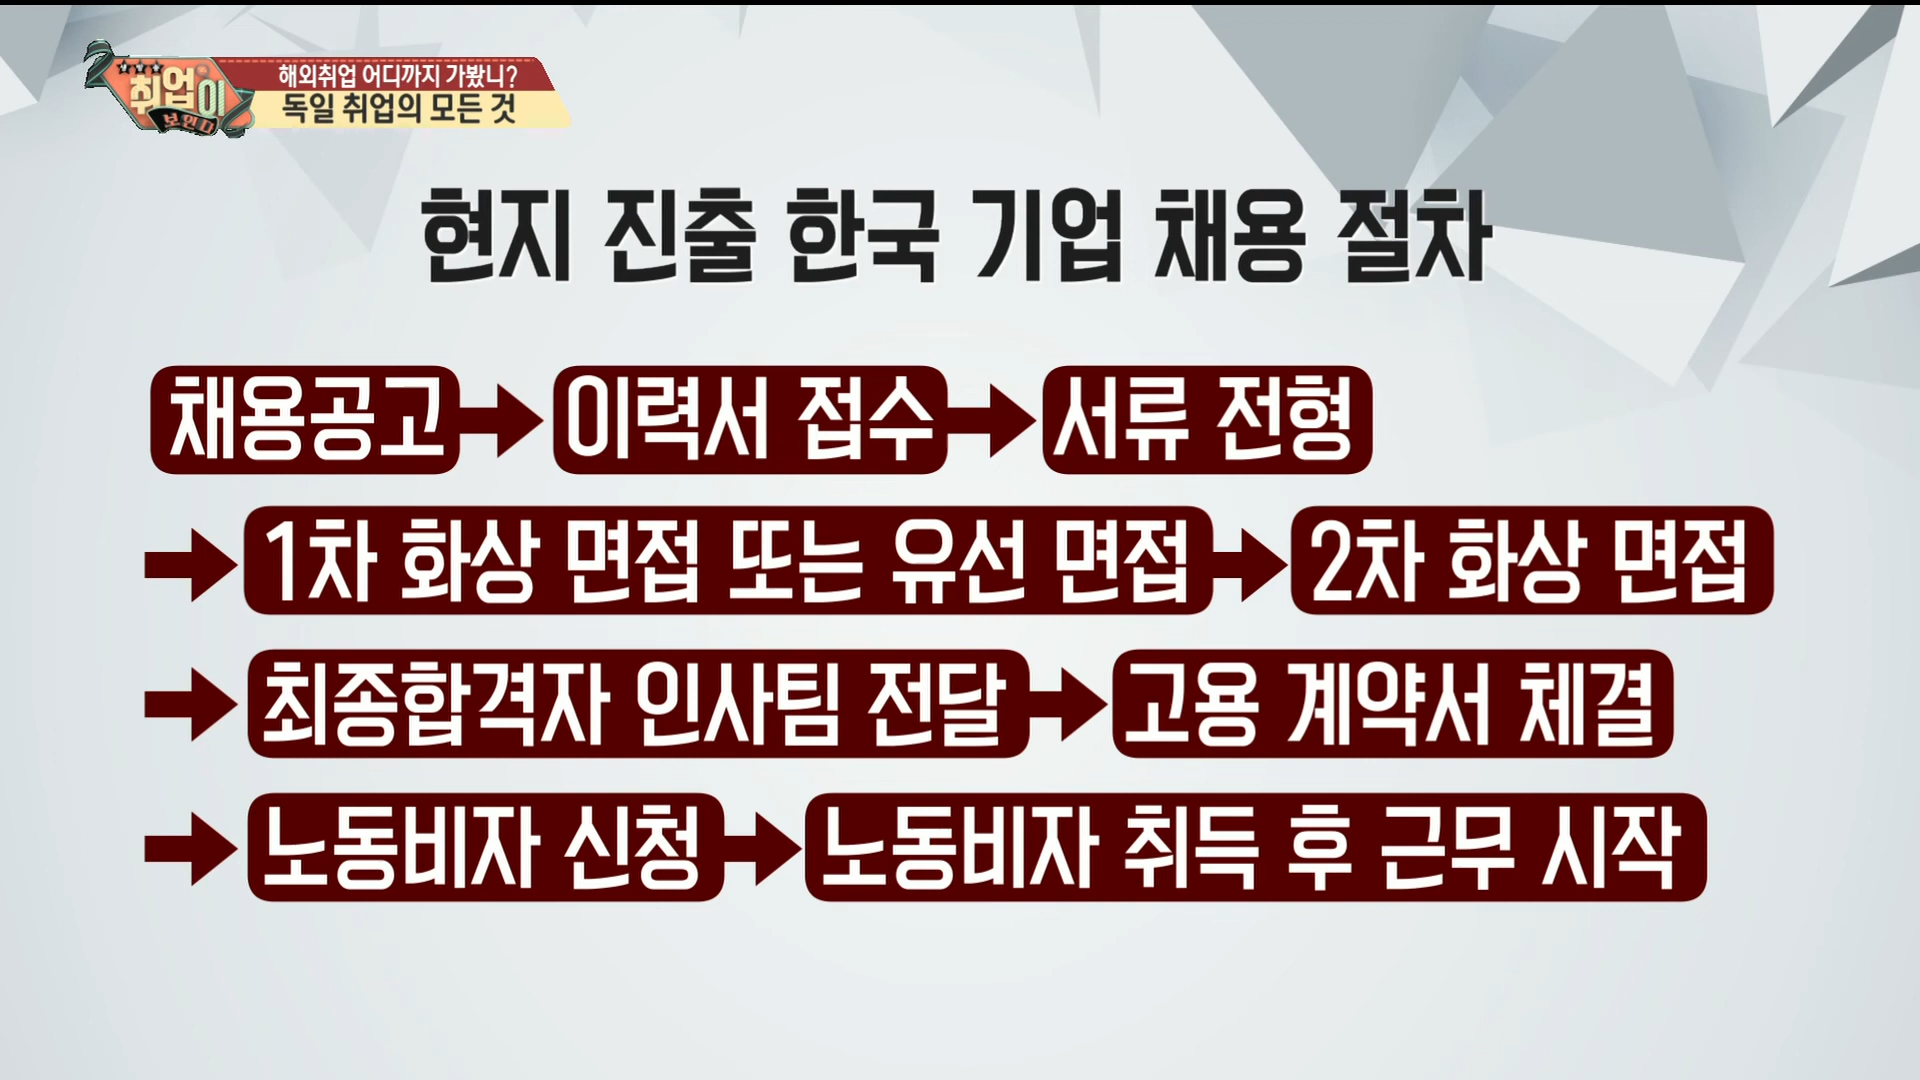 취업이
보인다
해외취업 어디까지 가봤니?
독일 취업의 모든 것
현지 진출 한국 기업 채용 절차
채용공고 → 이력서 접수 → 서류 전형
→ 1차 화상 면접 또는 유선 면접 → 2차 화상 면접
→ 최종합격자 인사팀 전달 → 고용 계약서 체결
→ 노동비자 신청 → 노동비자 취득 후 근무 시작